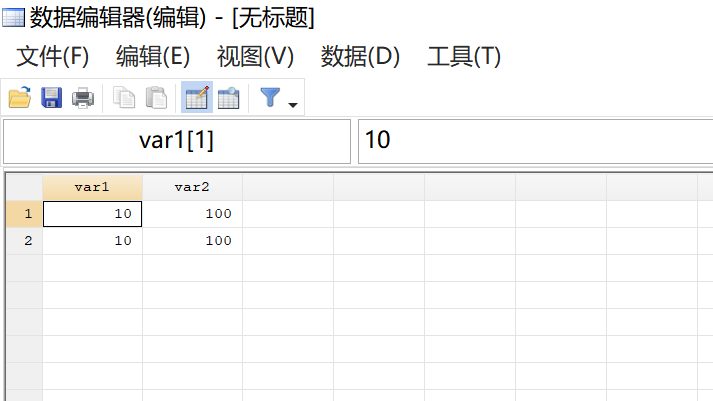 数据编辑器(编辑) - [无标题]
文件(F) 编辑(E) 视图(V) 数据(D) 工具(T)
var1[1] 10
var1 var2
1 10 100
2 10 100